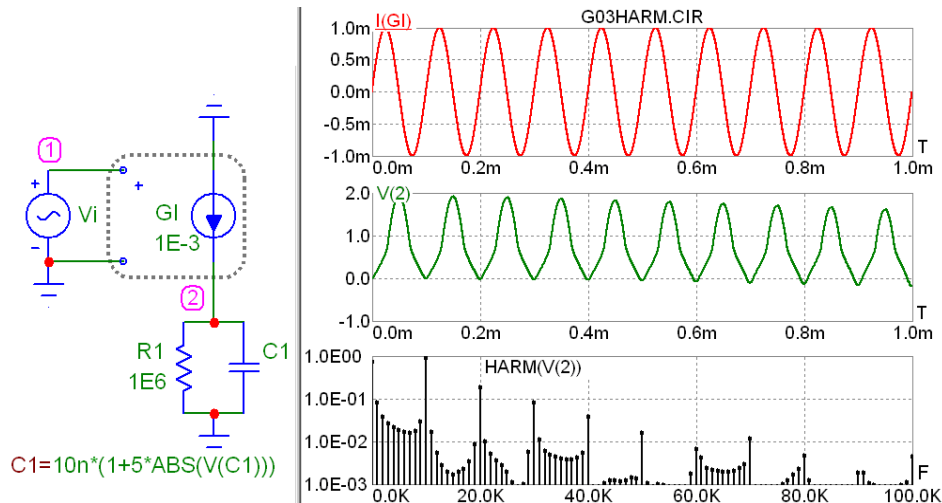 G03HARM.CIR
I(GI)
1.0m
0.5m
0.0m
-0.5m
-1.0m
0.0m 0.2m 0.4m 0.6m 0.8m 1.0m
T
V(2)
2.0
1.0
0.0
-1.0
0.0m 0.2m 0.4m 0.6m 0.8m 1.0m
T
HARM(V(2))
1.0E00
1.0E-01
1.0E-02
1.0E-03
0.0K 20.0K 40.0K 60.0K 80.0K 100.0K
F
1
+
Vi
-
+
GI
1E-3
2
R1
1E6
C1
C1=10n*(1+5*ABS(V(C1)))